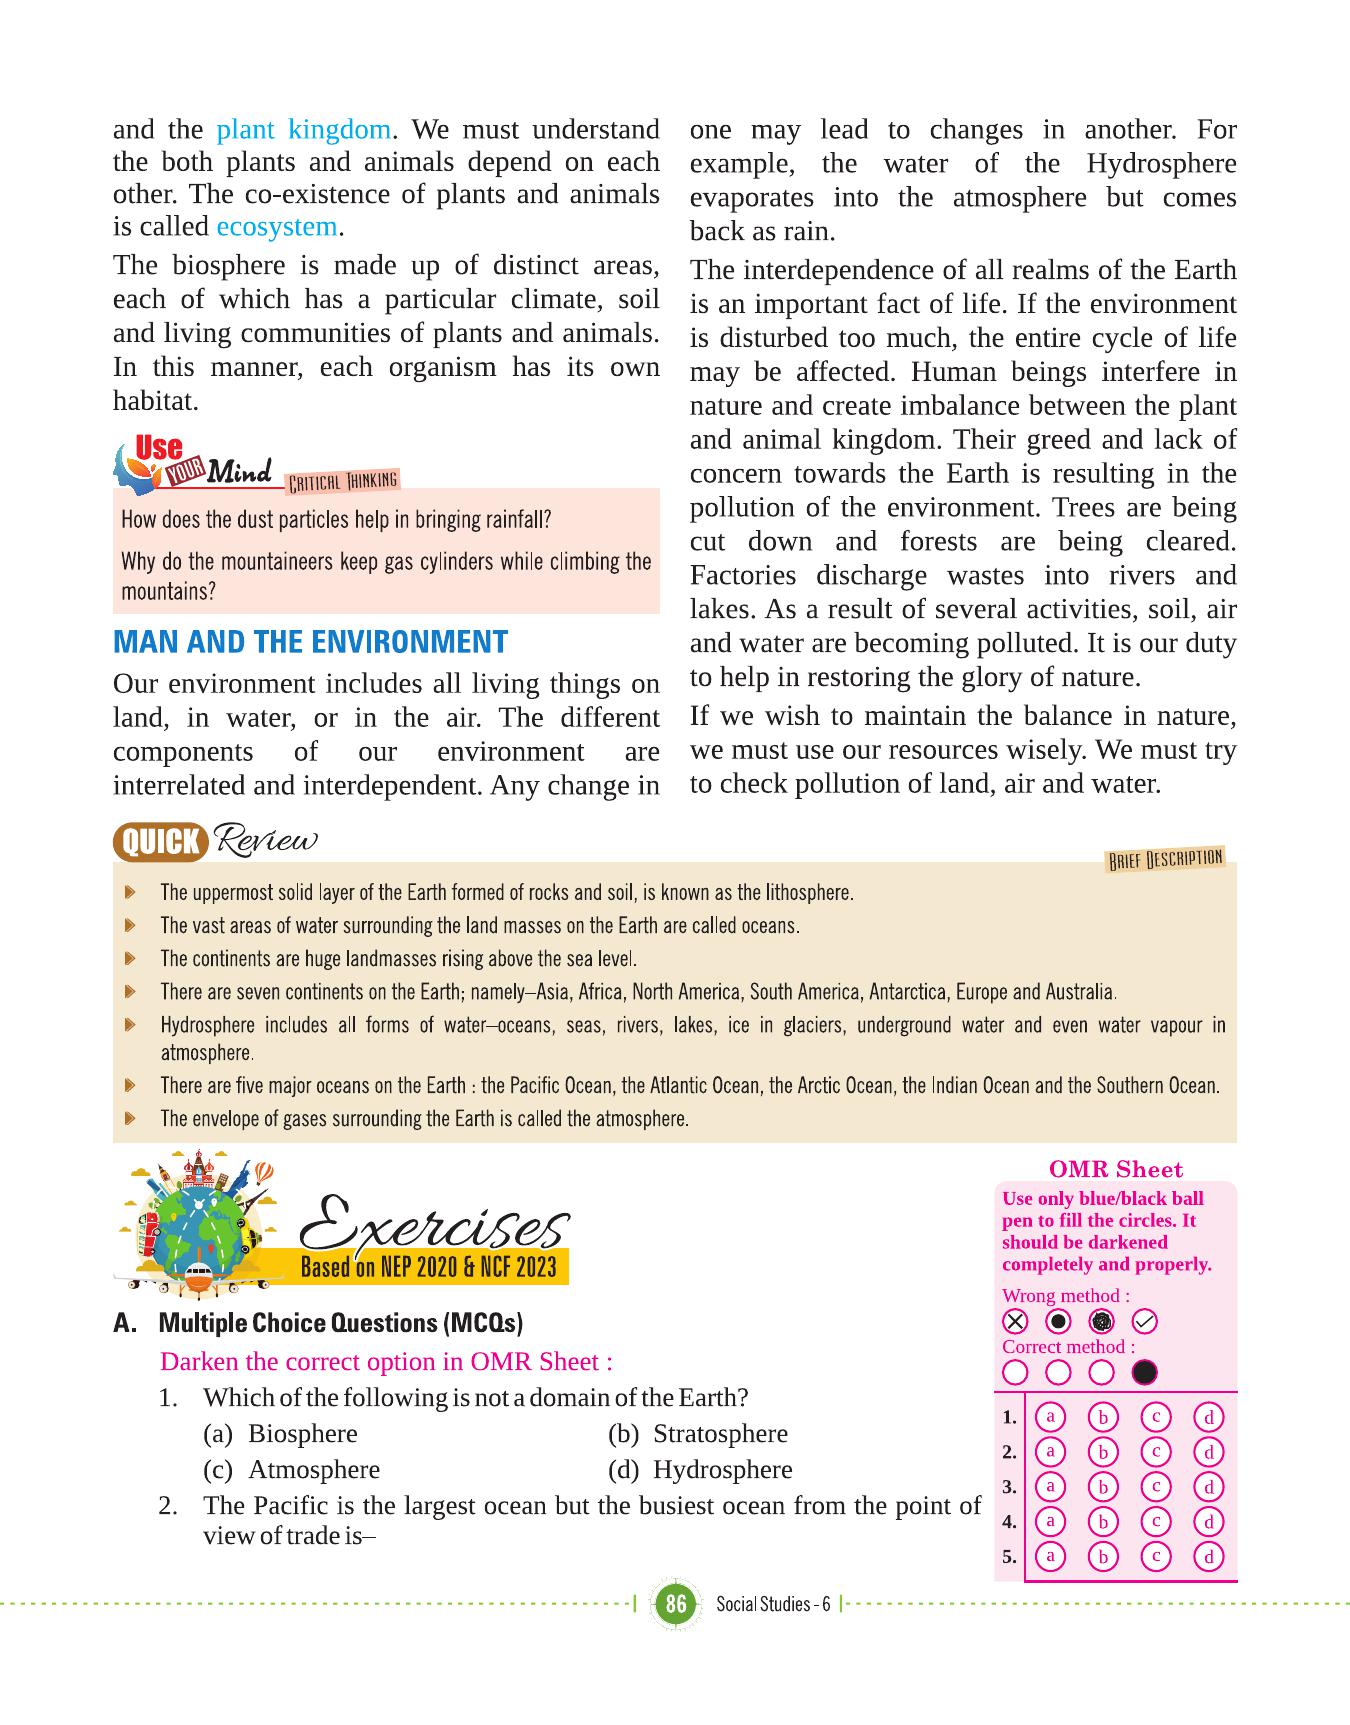 and the plant kingdom. We must understand
the both plants and animals depend on each
other. The co-existence of plants and animals
is called ecosystem.
The biosphere is made up of distinct areas,
each of which has a particular climate, soil
and living communities of plants and animals.
In this manner, each organism has its own
habitat.
Use YOUR Mind CRITICAL THINKING
How does the dust particles help in bringing rainfall?
Why do the mountaineers keep gas cylinders while climbing the
mountains?
MAN AND THE ENVIRONMENT
Our environment includes all living things on
land, in water, or in the air. The different
components of our environment are
interrelated and interdependent. Any change in
one may lead to changes in another. For
example, the water of the Hydrosphere
evaporates into the atmosphere but comes
back as rain.
The interdependence of all realms of the Earth
is an important fact of life. If the environment
is disturbed too much, the entire cycle of life
may be affected. Human beings interfere in
nature and create imbalance between the plant
and animal kingdom. Their greed and lack of
concern towards the Earth is resulting in the
pollution of the environment. Trees are being
cut down and forests are being cleared.
Factories discharge wastes into rivers and
lakes. As a result of several activities, soil, air
and water are becoming polluted. It is our duty
to help in restoring the glory of nature.
If we wish to maintain the balance in nature,
we must use our resources wisely. We must try
to check pollution of land, air and water.
QUICK Review
BRIEF DESCRIPTION
The uppermost solid layer of the Earth formed of rocks and soil, is known as the lithosphere.
The vast areas of water surrounding the land masses on the Earth are called oceans.
The continents are huge landmasses rising above the sea level.
There are seven continents on the Earth; namely–Asia, Africa, North America, South America, Antarctica, Europe and Australia.
Hydrosphere includes all forms of water–oceans, seas, rivers, lakes, ice in glaciers, underground water and even water vapour in
atmosphere.
There are five major oceans on the Earth : the Pacific Ocean, the Atlantic Ocean, the Arctic Ocean, the Indian Ocean and the Southern Ocean.
The envelope of gases surrounding the Earth is called the atmosphere.
Exercises
Based on NEP 2020 & NCF 2023
A. Multiple Choice Questions (MCQs)
Darken the correct option in OMR Sheet :
1. Which of the following is not a domain of the Earth?
(a) Biosphere (b) Stratosphere
(c) Atmosphere (d) Hydrosphere
2. The Pacific is the largest ocean but the busiest ocean from the point of
view of trade is–
OMR Sheet
Use only blue/black ball
pen to fill the circles. It
should be darkened
completely and properly.
Wrong method :
Correct method :
1. a b c d
2. a b c d
3. a b c d
4. a b c d
5. a b c d
86 Social Studies - 6